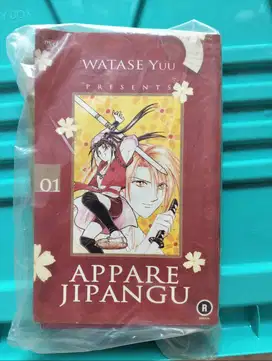 WATASE YUU
PRESENTS
01
APPARE
JIPANGU
R